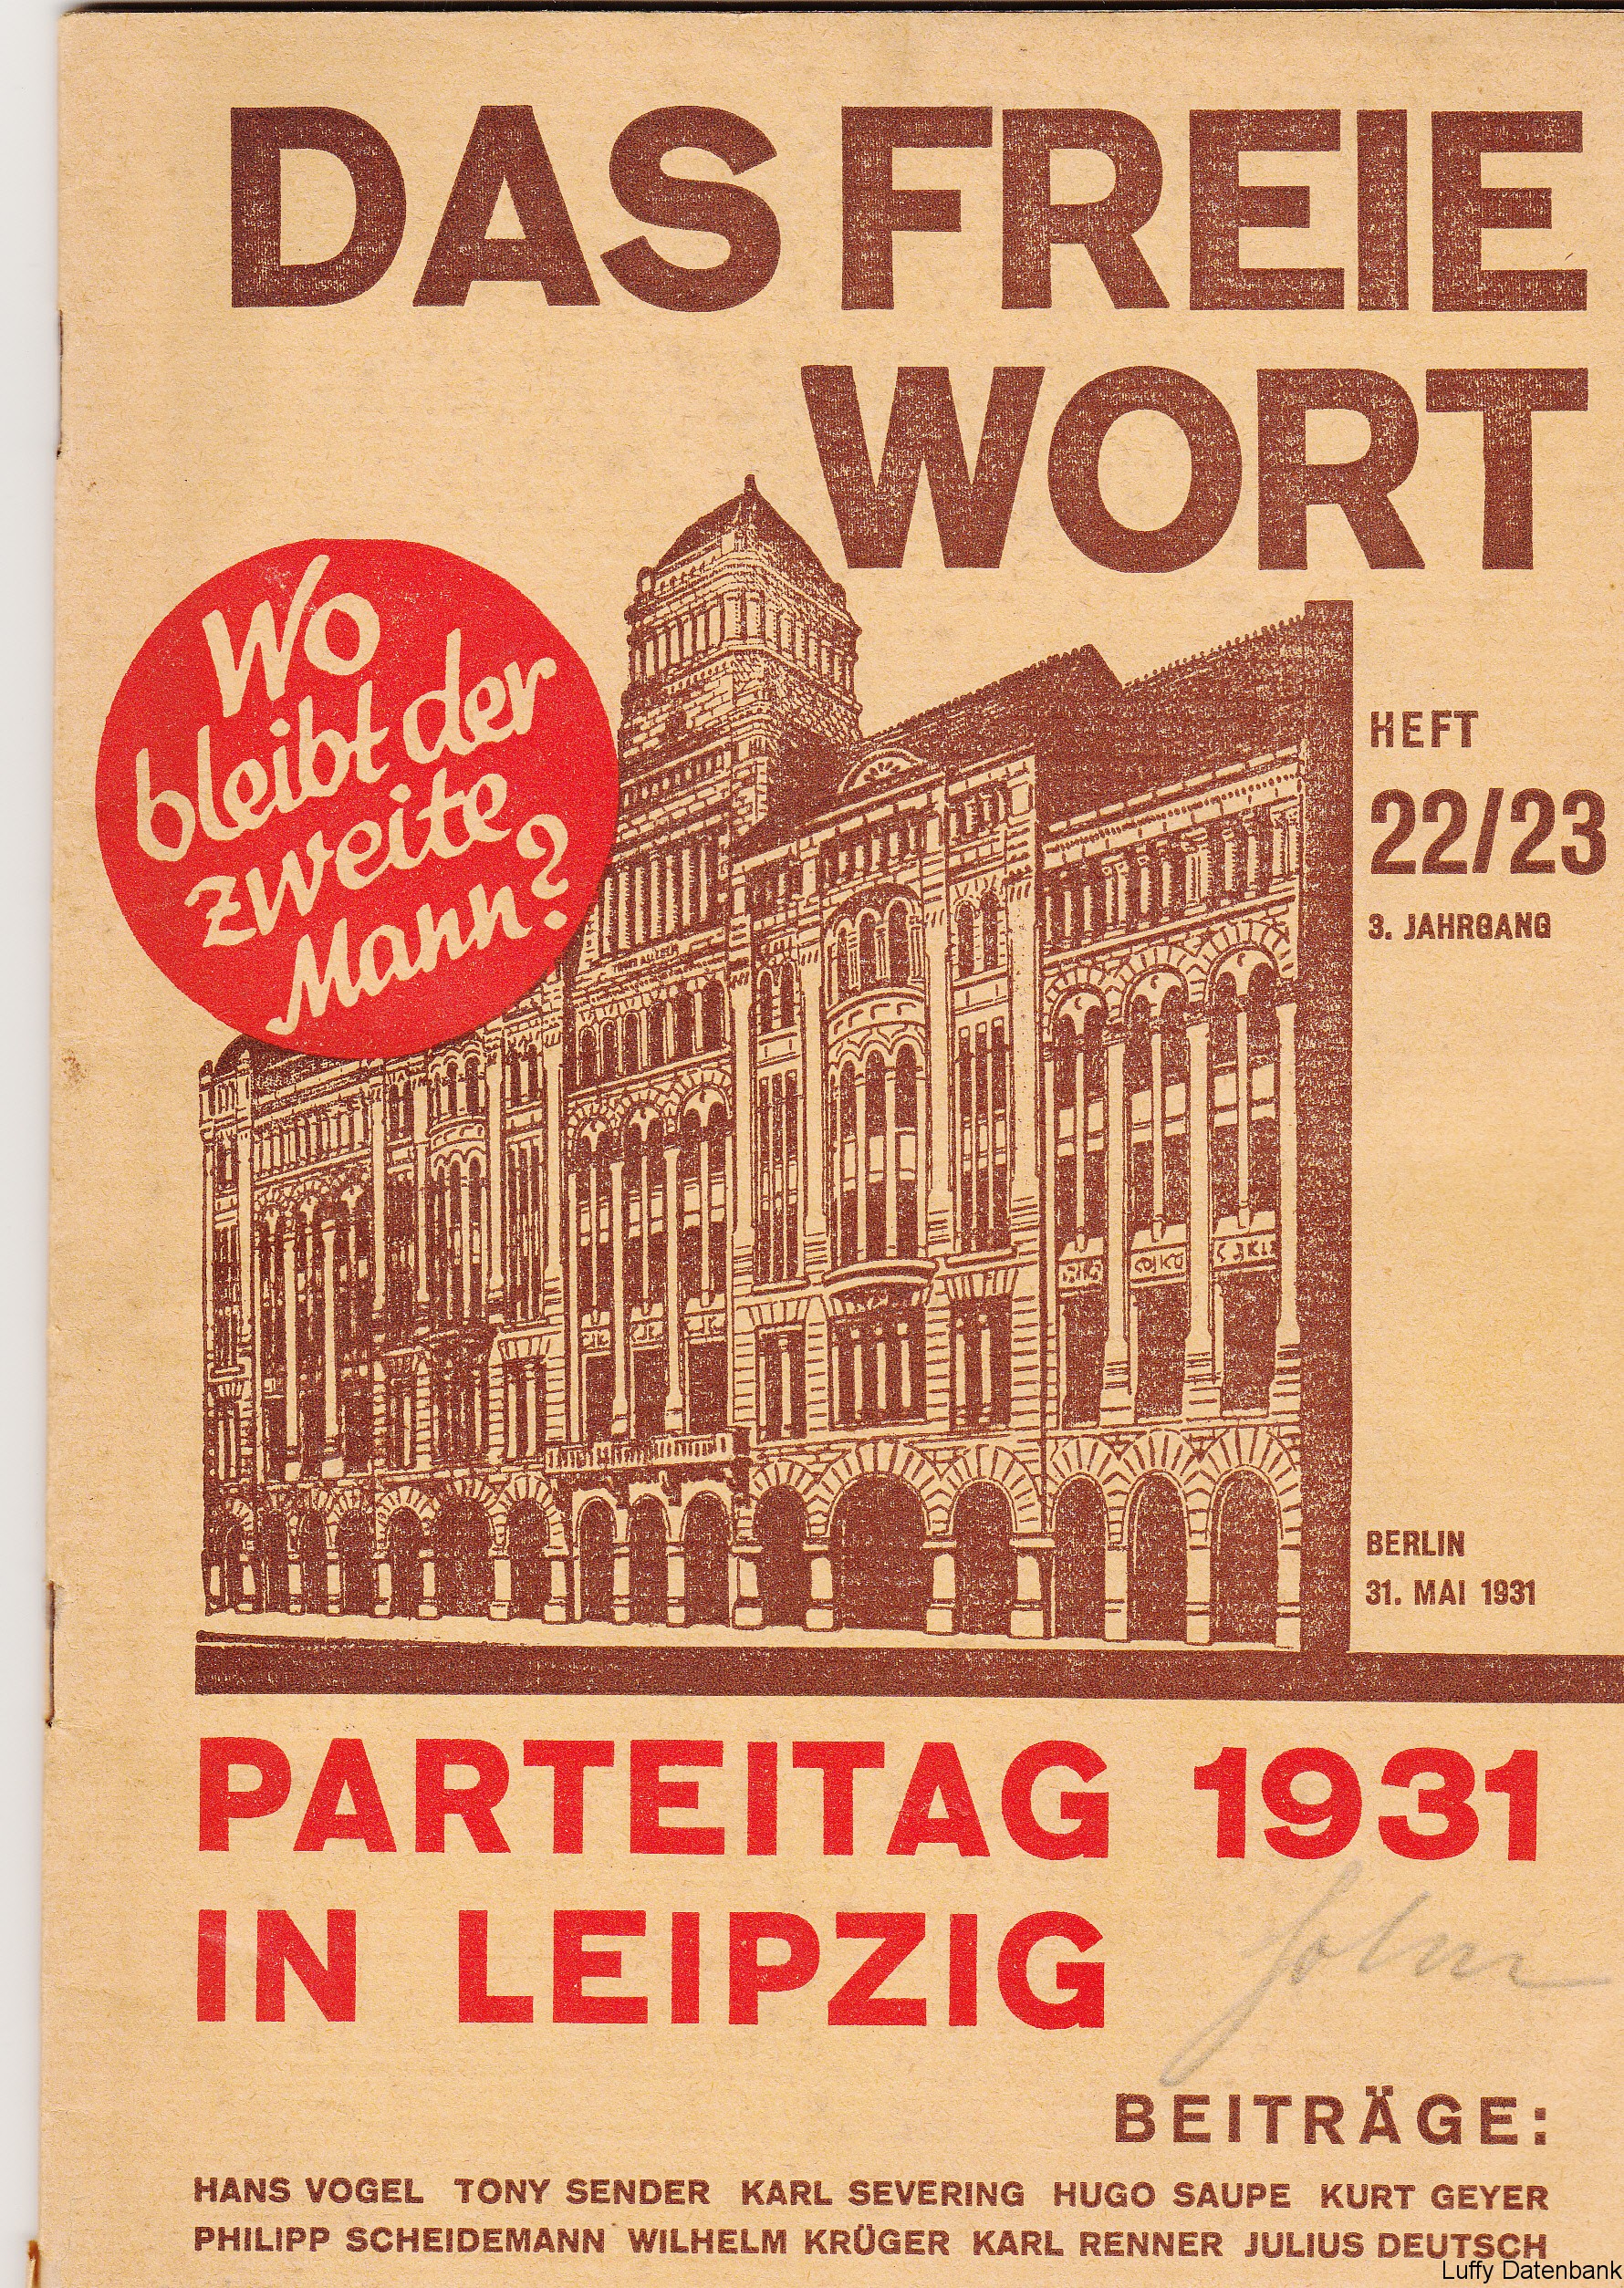 DAS FREIE
WORT
Wo
bleibt der
zweite
Mann?
HEFT
22/23
3. JAHRGANG
BERLIN
31. MAI 1931
PARTEITAG 1931
IN LEIPZIG
BEITRÄGE:
HANS VOGEL TONY SENDER KARL SEVERING HUGO SAUPE KURT GEYER
PHILIPP SCHEIDEMANN WILHELM KRÜGER KARL RENNER JULIUS DEUTSCH
Luffy Datenbank